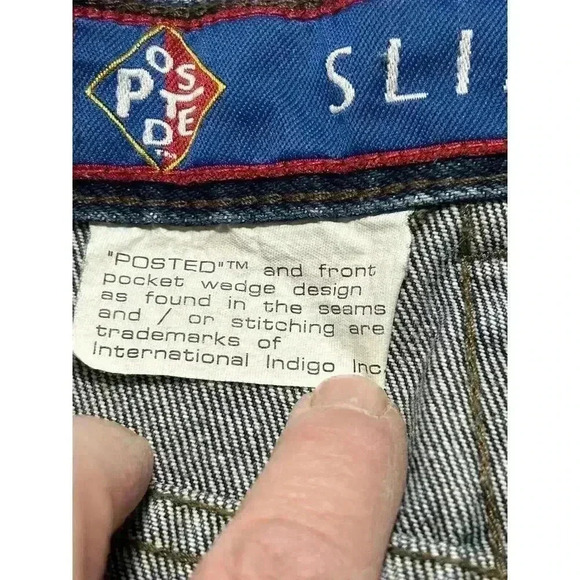 POSTED™ SLI
"POSTED"™ and front
pocket wedge design
as found in the seams
and / or stitching are
trademarks of
International Indigo Inc